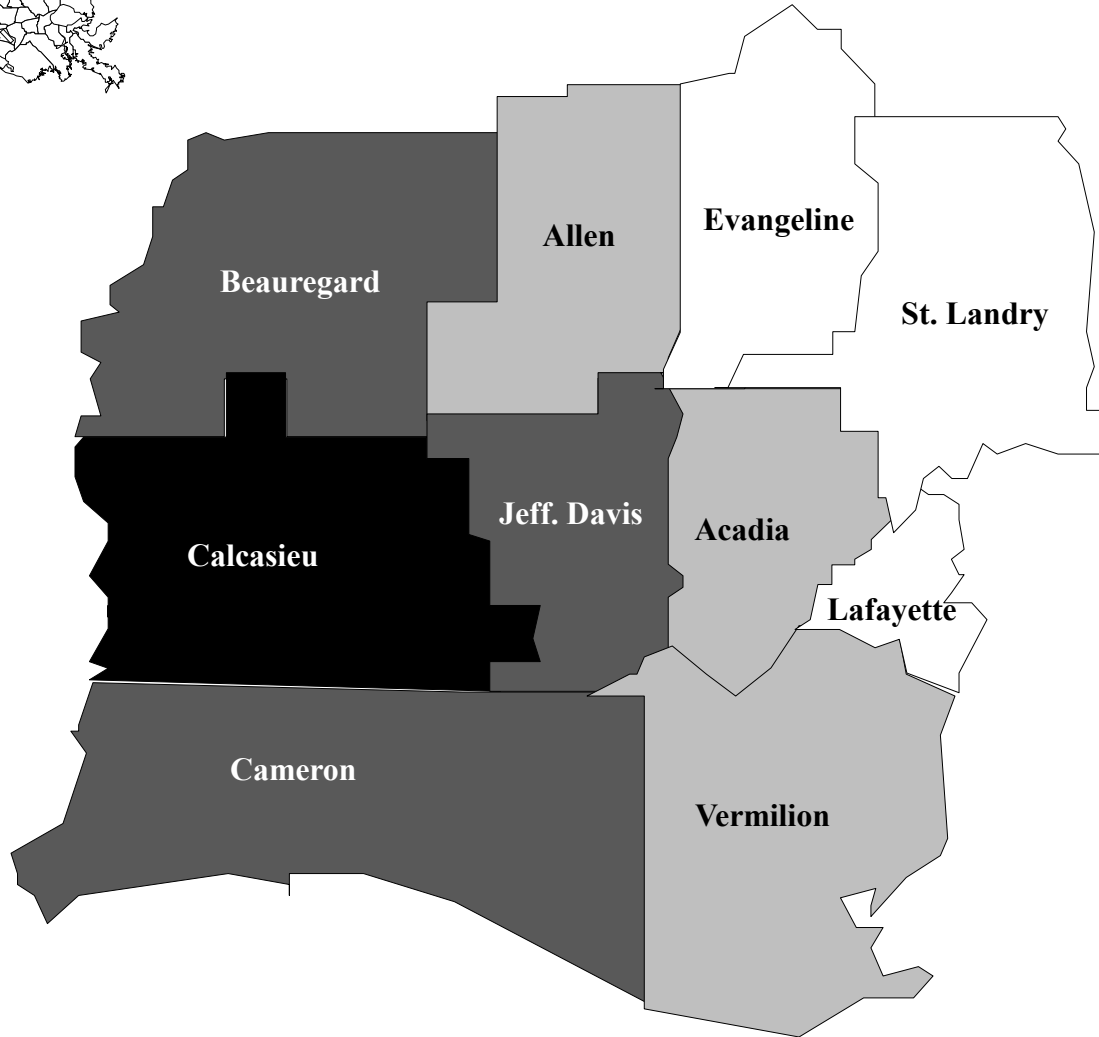 Evangeline
Allen
Beauregard
St. Landry
Jeff. Davis
Acadia
Calcasieu
Lafayette
Cameron
Vermilion